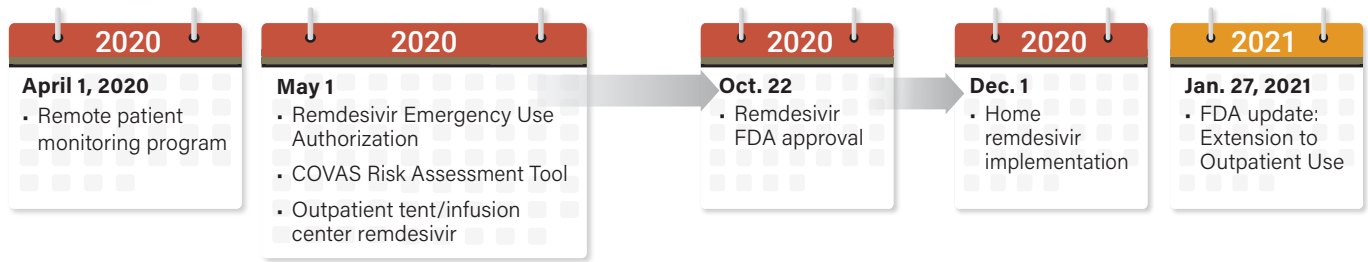 2020
April 1, 2020
· Remote patient
monitoring program
2020
May 1
· Remdesivir Emergency Use
Authorization
· COVAS Risk Assessment Tool
· Outpatient tent/infusion
center remdesivir
2020
Oct. 22
· Remdesivir
FDA approval
2020
Dec. 1
· Home
remdesivir
implementation
2021
Jan. 27, 2021
· FDA update:
Extension to
Outpatient Use